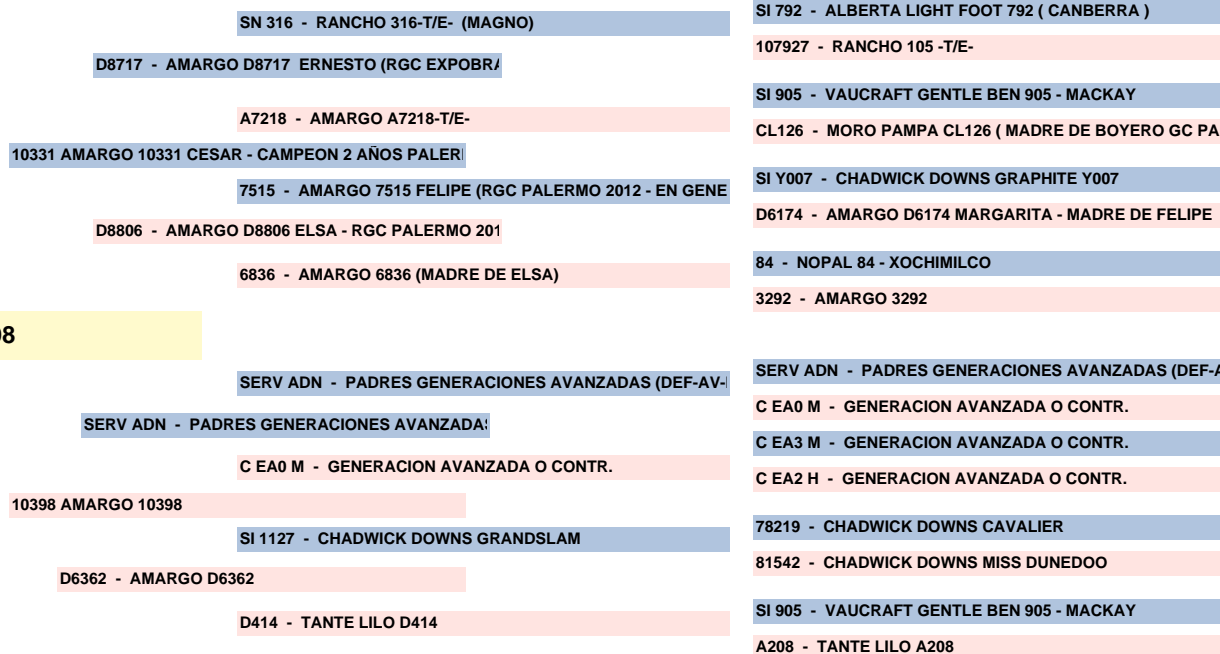 SN 316 - RANCHO 316-T/E- (MAGNO)
SI 792 - ALBERTA LIGHT FOOT 792 ( CANBERRA )
107927 - RANCHO 105 -T/E-
D8717 - AMARGO D8717 ERNESTO (RGC EXPOBRA
SI 905 - VAUCRAFT GENTLE BEN 905 - MACKAY
A7218 - AMARGO A7218-T/E-
CL126 - MORO PAMPA CL126 ( MADRE DE BOYERO GC PA
10331 AMARGO 10331 CESAR - CAMPEON 2 AÑOS PALER
SI Y007 - CHADWICK DOWNS GRAPHITE Y007
7515 - AMARGO 7515 FELIPE (RGC PALERMO 2012 - EN GENE
D6174 - AMARGO D6174 MARGARITA - MADRE DE FELIPE
D8806 - AMARGO D8806 ELSA - RGC PALERMO 201
84 - NOPAL 84 - XOCHIMILCO
6836 - AMARGO 6836 (MADRE DE ELSA)
3292 - AMARGO 3292
98
SERV ADN - PADRES GENERACIONES AVANZADAS (DEF-A
SERV ADN - PADRES GENERACIONES AVANZADAS (DEF-AV-
C EA0 M - GENERACION AVANZADA O CONTR.
SERV ADN - PADRES GENERACIONES AVANZADAS
C EA3 M - GENERACION AVANZADA O CONTR.
C EA0 M - GENERACION AVANZADA O CONTR.
C EA2 H - GENERACION AVANZADA O CONTR.
10398 AMARGO 10398
78219 - CHADWICK DOWNS CAVALIER
SI 1127 - CHADWICK DOWNS GRANDSLAM
81542 - CHADWICK DOWNS MISS DUNEDOO
D6362 - AMARGO D6362
SI 905 - VAUCRAFT GENTLE BEN 905 - MACKAY
D414 - TANTE LILO D414
A208 - TANTE LILO A208